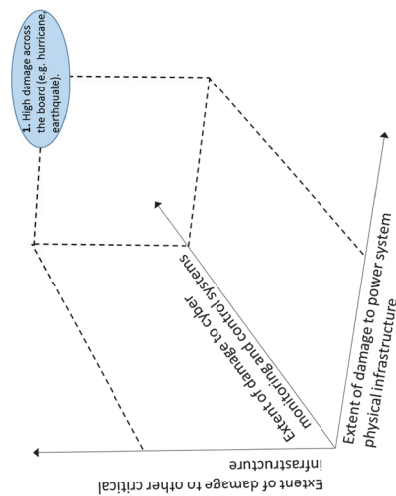 1. High damage across
the board (e.g. hurricane,
earthquale).
Extent of damage to cyber
monitoring and control systems
Extent of damage to power system
physical infrastructure
Extent of damage to other critical
infrastructure